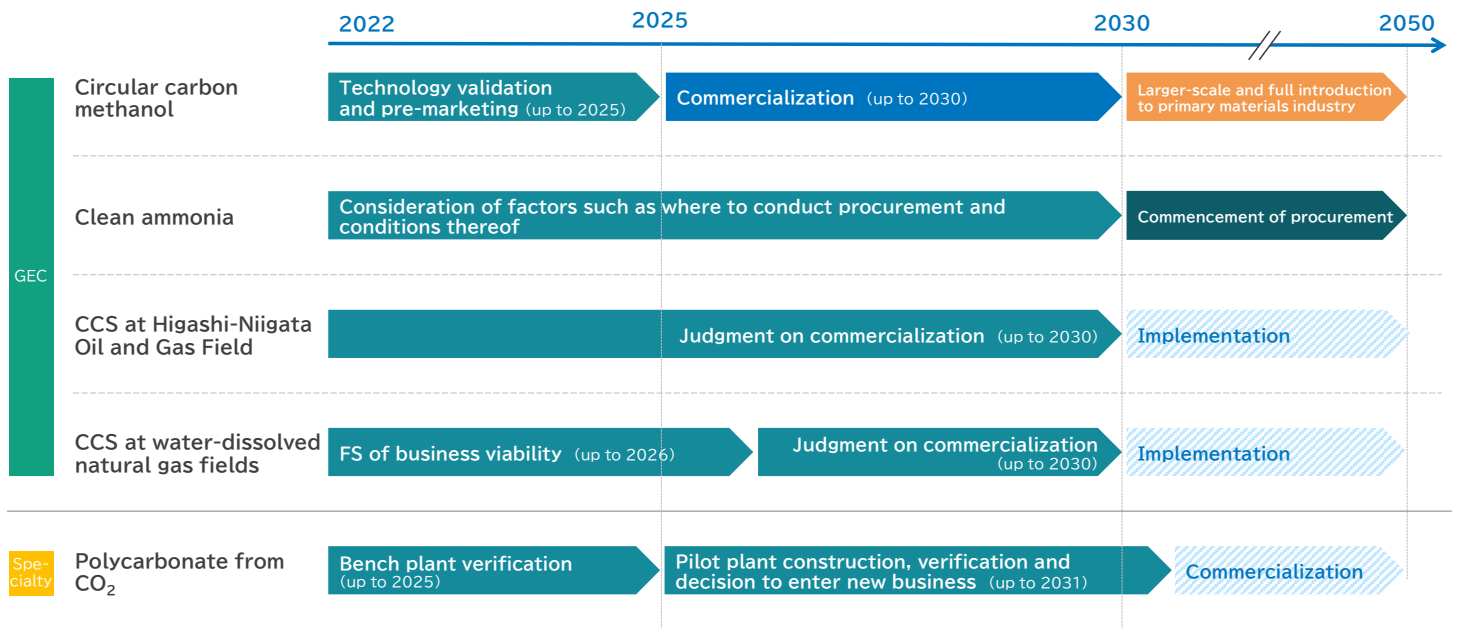 2022
2025
2030
2050
GEC
Circular carbon
methanol
Technology validation
and pre-marketing (up to 2025)
Commercialization (up to 2030)
Larger-scale and full introduction
to primary materials industry
Clean ammonia
Consideration of factors such as where to conduct procurement and
conditions thereof
Commencement of procurement
CCS at Higashi-Niigata
Oil and Gas Field
Judgment on commercialization (up to 2030)
Implementation
CCS at water-dissolved
natural gas fields
FS of business viability (up to 2026)
Judgment on commercialization
(up to 2030)
Implementation
Spe-
cialty
Polycarbonate from
CO₂
Bench plant verification
(up to 2025)
Pilot plant construction, verification and
decision to enter new business (up to 2031)
Commercialization